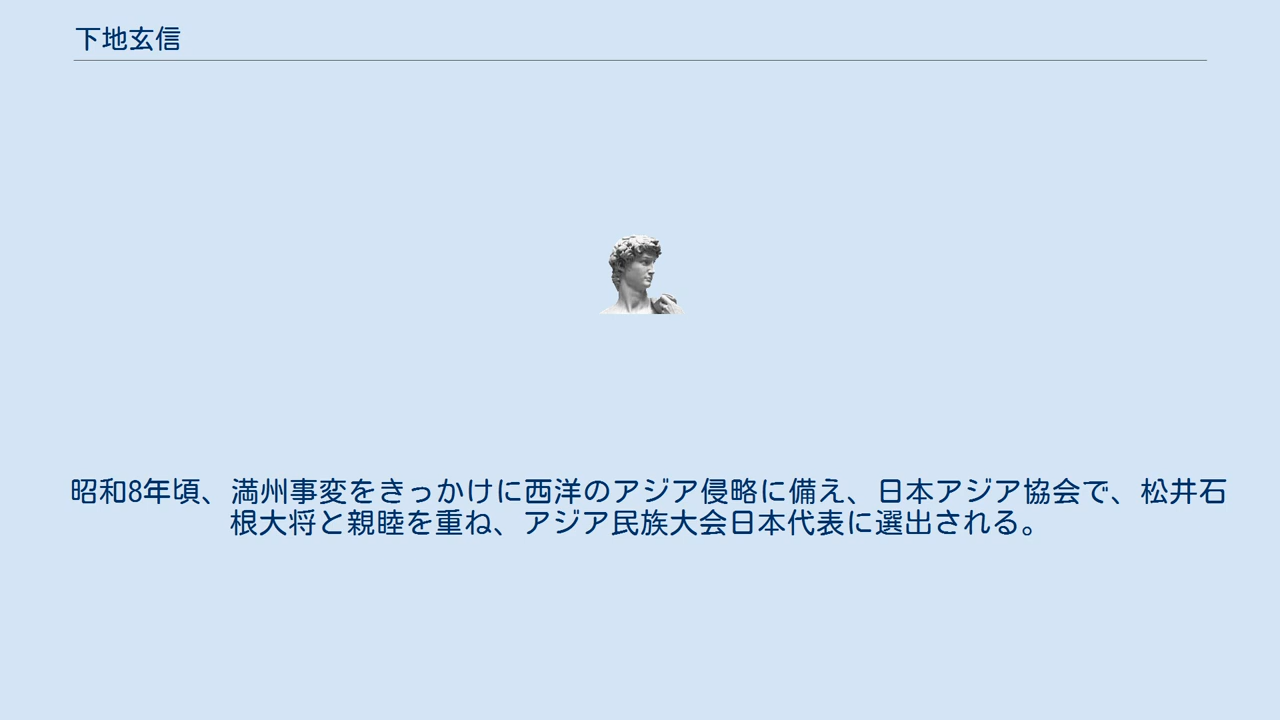 下地玄信
昭和8年頃、満州事変をきっかけに西洋のアジア侵略に備え、日本アジア協会で、松井石
根大将と親睦を重ね、アジア民族大会日本代表に選出される。